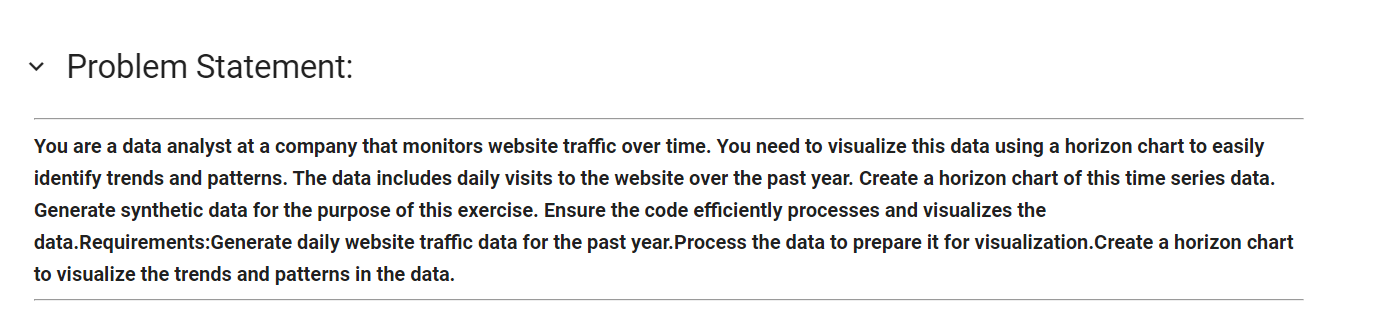 Problem Statement:
You are a data analyst at a company that monitors website traffic over time. You need to visualize this data using a horizon chart to easily
identify trends and patterns. The data includes daily visits to the website over the past year. Create a horizon chart of this time series data.
Generate synthetic data for the purpose of this exercise. Ensure the code efficiently processes and visualizes the
data.Requirements:Generate daily website traffic data for the past year.Process the data to prepare it for visualization.Create a horizon chart
to visualize the trends and patterns in the data.